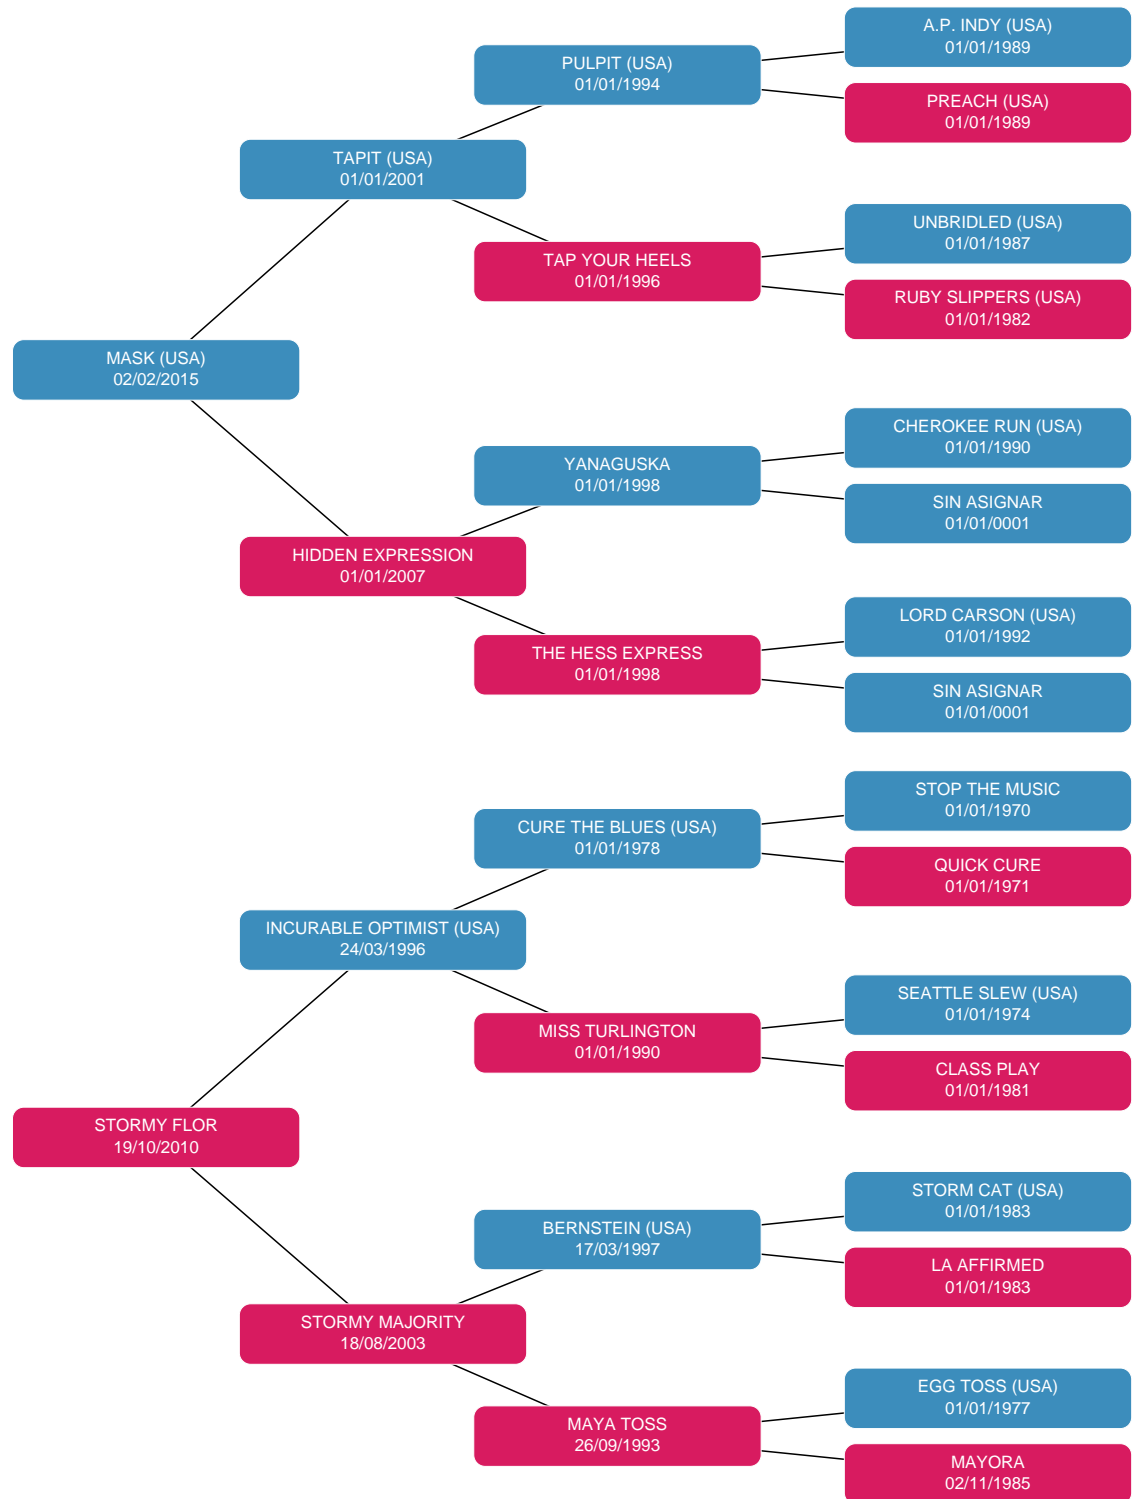 A.P. INDY (USA)
01/01/1989
PULPIT (USA)
01/01/1994
PREACH (USA)
01/01/1989
TAPIT (USA)
01/01/2001
UNBRIDLED (USA)
01/01/1987
TAP YOUR HEELS
01/01/1996
RUBY SLIPPERS (USA)
01/01/1982
MASK (USA)
02/02/2015
CHEROKEE RUN (USA)
01/01/1990
YANAGUSKA
01/01/1998
SIN ASIGNAR
01/01/0001
HIDDEN EXPRESSION
01/01/2007
LORD CARSON (USA)
01/01/1992
THE HESS EXPRESS
01/01/1998
SIN ASIGNAR
01/01/0001
STOP THE MUSIC
01/01/1970
CURE THE BLUES (USA)
01/01/1978
QUICK CURE
01/01/1971
INCURABLE OPTIMIST (USA)
24/03/1996
SEATTLE SLEW (USA)
01/01/1974
MISS TURLINGTON
01/01/1990
CLASS PLAY
01/01/1981
STORMY FLOR
19/10/2010
STORM CAT (USA)
01/01/1983
BERNSTEIN (USA)
17/03/1997
LA AFFIRMED
01/01/1983
STORMY MAJORITY
18/08/2003
EGG TOSS (USA)
01/01/1977
MAYA TOSS
26/09/1993
MAYORA
02/11/1985